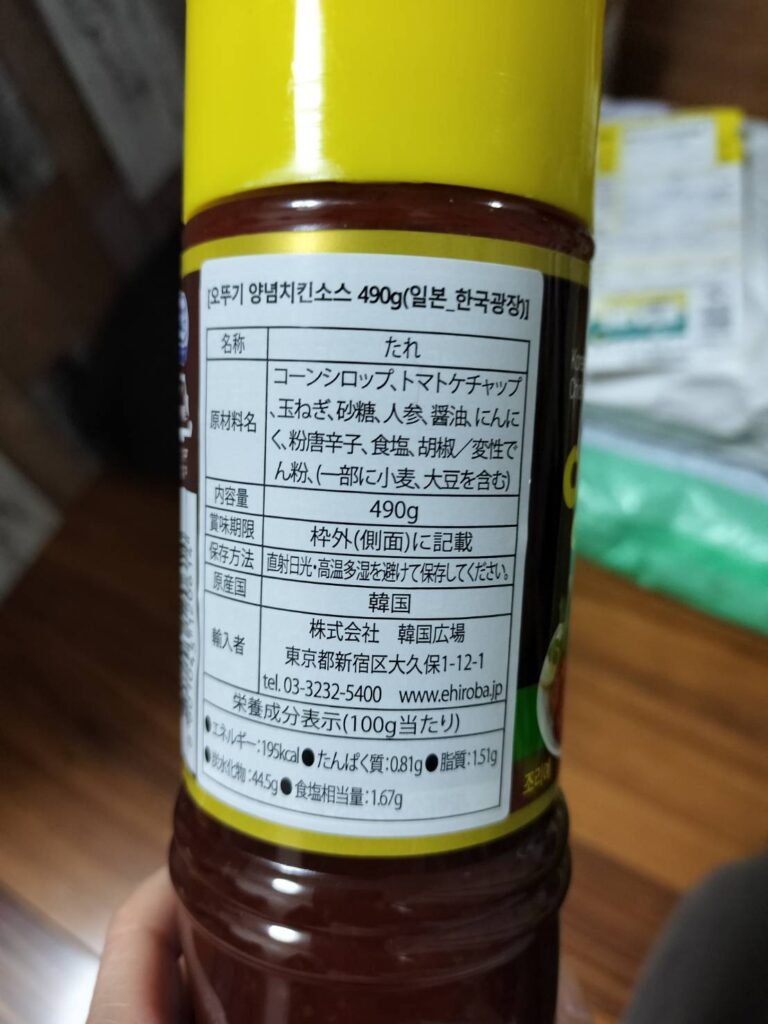 [오뚜기 양념치킨소스 490g(일본_한국광장)]
名称 たれ
原材料名 コーンシロップ、トマトケチャップ
、玉ねぎ、砂糖、人参、醤油、にんに
く、粉唐辛子、食塩、胡椒／変性で
ん粉、(一部に小麦、大豆を含む)
内容量 490g
賞味期限 枠外(側面)に記載
保存方法 直射日光・高温多湿を避けて保存してください。
原産国 韓国
輸入者 株式会社 韓国広場
東京都新宿区大久保1-12-1
tel. 03-3232-5400 www.ehiroba.jp
栄養成分表示(100g当たり)
●エネルギー：195kcal ●たんぱく質：0.81g ●脂質：1.51g
●炭水化物：44.5g ●食塩相当量：1.67g
조리예